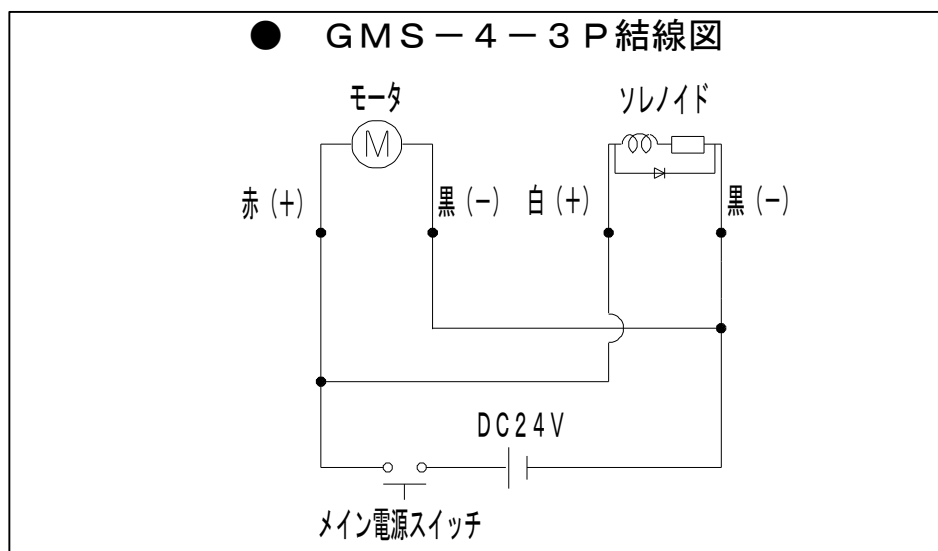 ● GMS－4－3P結線図
モータ
ソレノイド
M
赤 (+)
黒 (−)
白 (+)
黒 (−)
DC24V
メイン電源スイッチ